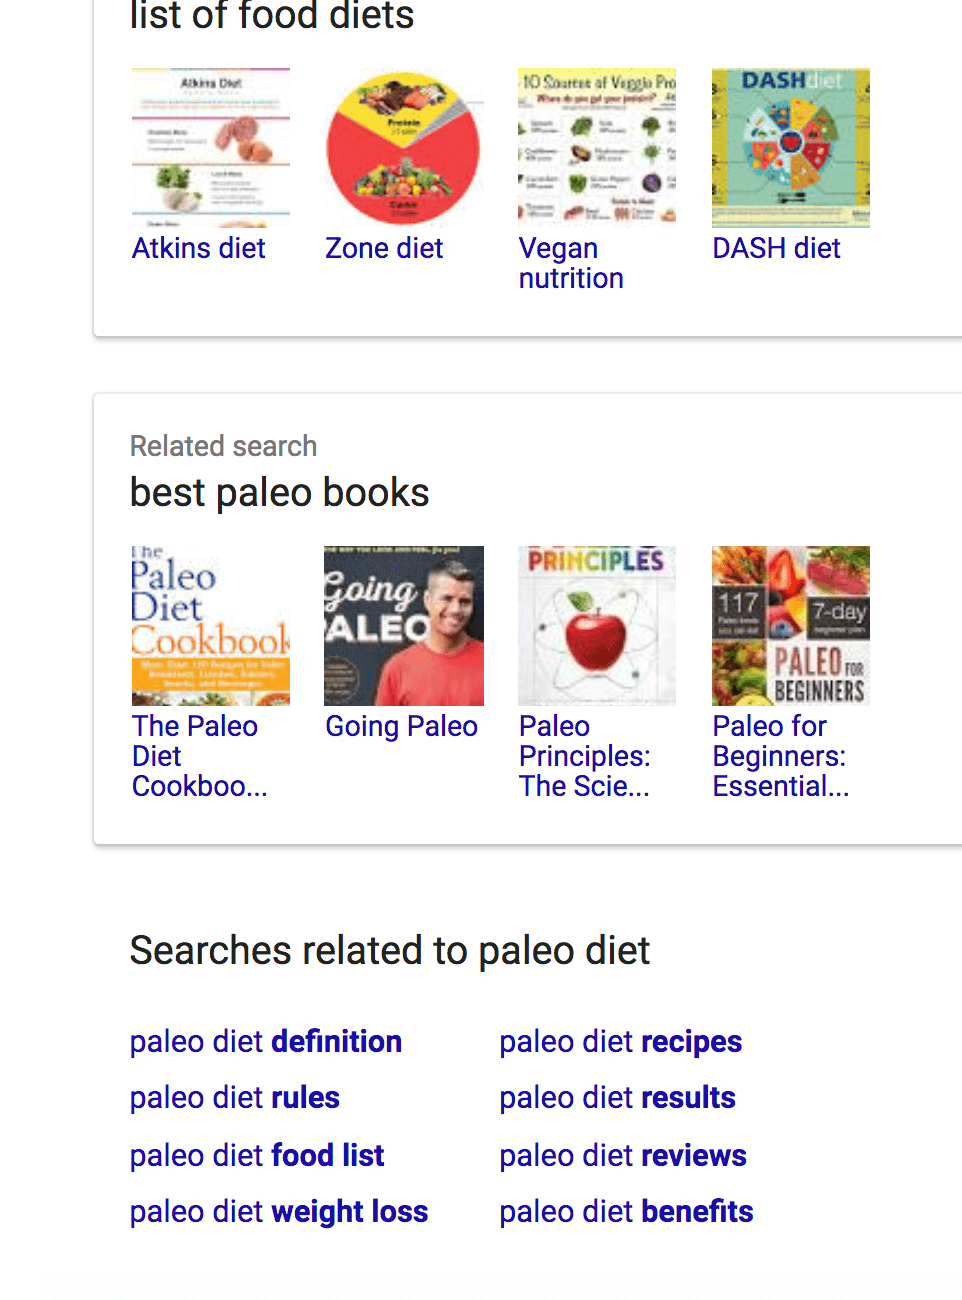 list of food diets
Atkins Diet
Protein
Carbs
10 Sources of Veggie Pro
Where do you get your protein?
DASHdiet
Atkins diet
Zone diet
Vegan
nutrition
DASH diet
Related search
best paleo books
The
Paleo
Diet
Cookbook
Going
PALEO
PRINCIPLES
117
7-day
PALEO FOR
BEGINNERS
The Paleo
Diet
Cookboo...
Going Paleo
Paleo
Principles:
The Scie...
Paleo for
Beginners:
Essential...
Searches related to paleo diet
paleo diet definition
paleo diet recipes
paleo diet rules
paleo diet results
paleo diet food list
paleo diet reviews
paleo diet weight loss
paleo diet benefits